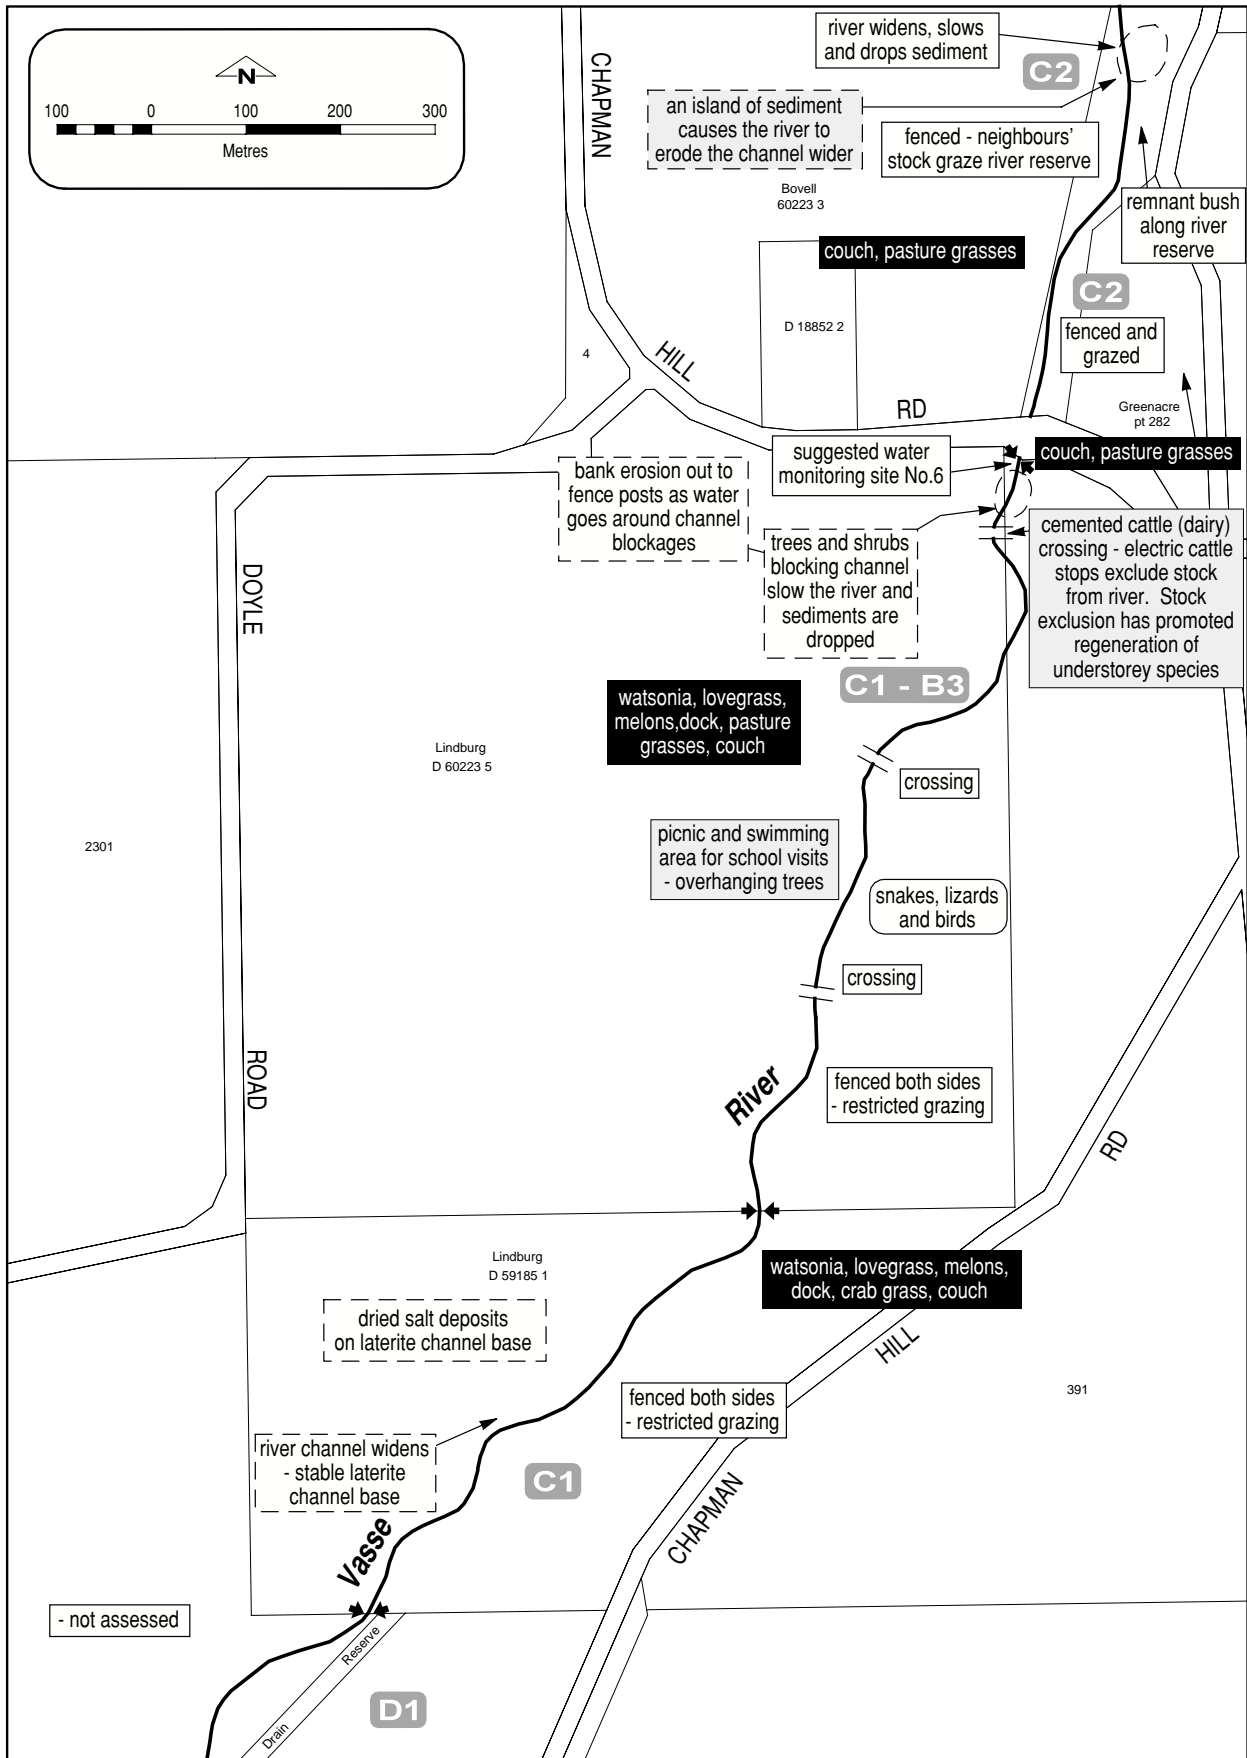 N
100 0 100 200 300
Metres
CHAPMAN
river widens, slows
and drops sediment
C2
an island of sediment
causes the river to
erode the channel wider
fenced - neighbours'
stock graze river reserve
Bovell
60223 3
remnant bush
along river
reserve
couch, pasture grasses
C2
D 18852 2
fenced and
grazed
4
HILL
RD
Greenacre
pt 282
suggested water
monitoring site No.6
couch, pasture grasses
bank erosion out to
fence posts as water
goes around channel
blockages
trees and shrubs
blocking channel
slow the river and
sediments are
dropped
cemented cattle (dairy)
crossing - electric cattle
stops exclude stock
from river. Stock
exclusion has promoted
regeneration of
understorey species
DOYLE
C1 - B3
watsonia, lovegrass,
melons,dock, pasture
grasses, couch
Lindburg
D 60223 5
crossing
2301
picnic and swimming
area for school visits
- overhanging trees
snakes, lizards
and birds
crossing
ROAD
River
fenced both sides
- restricted grazing
RD
Lindburg
D 59185 1
watsonia, lovegrass, melons,
dock, crab grass, couch
dried salt deposits
on laterite channel base
HILL
391
fenced both sides
- restricted grazing
river channel widens
- stable laterite
channel base
C1
CHAPMAN
Vasse
- not assessed
Reserve
D1
Drain